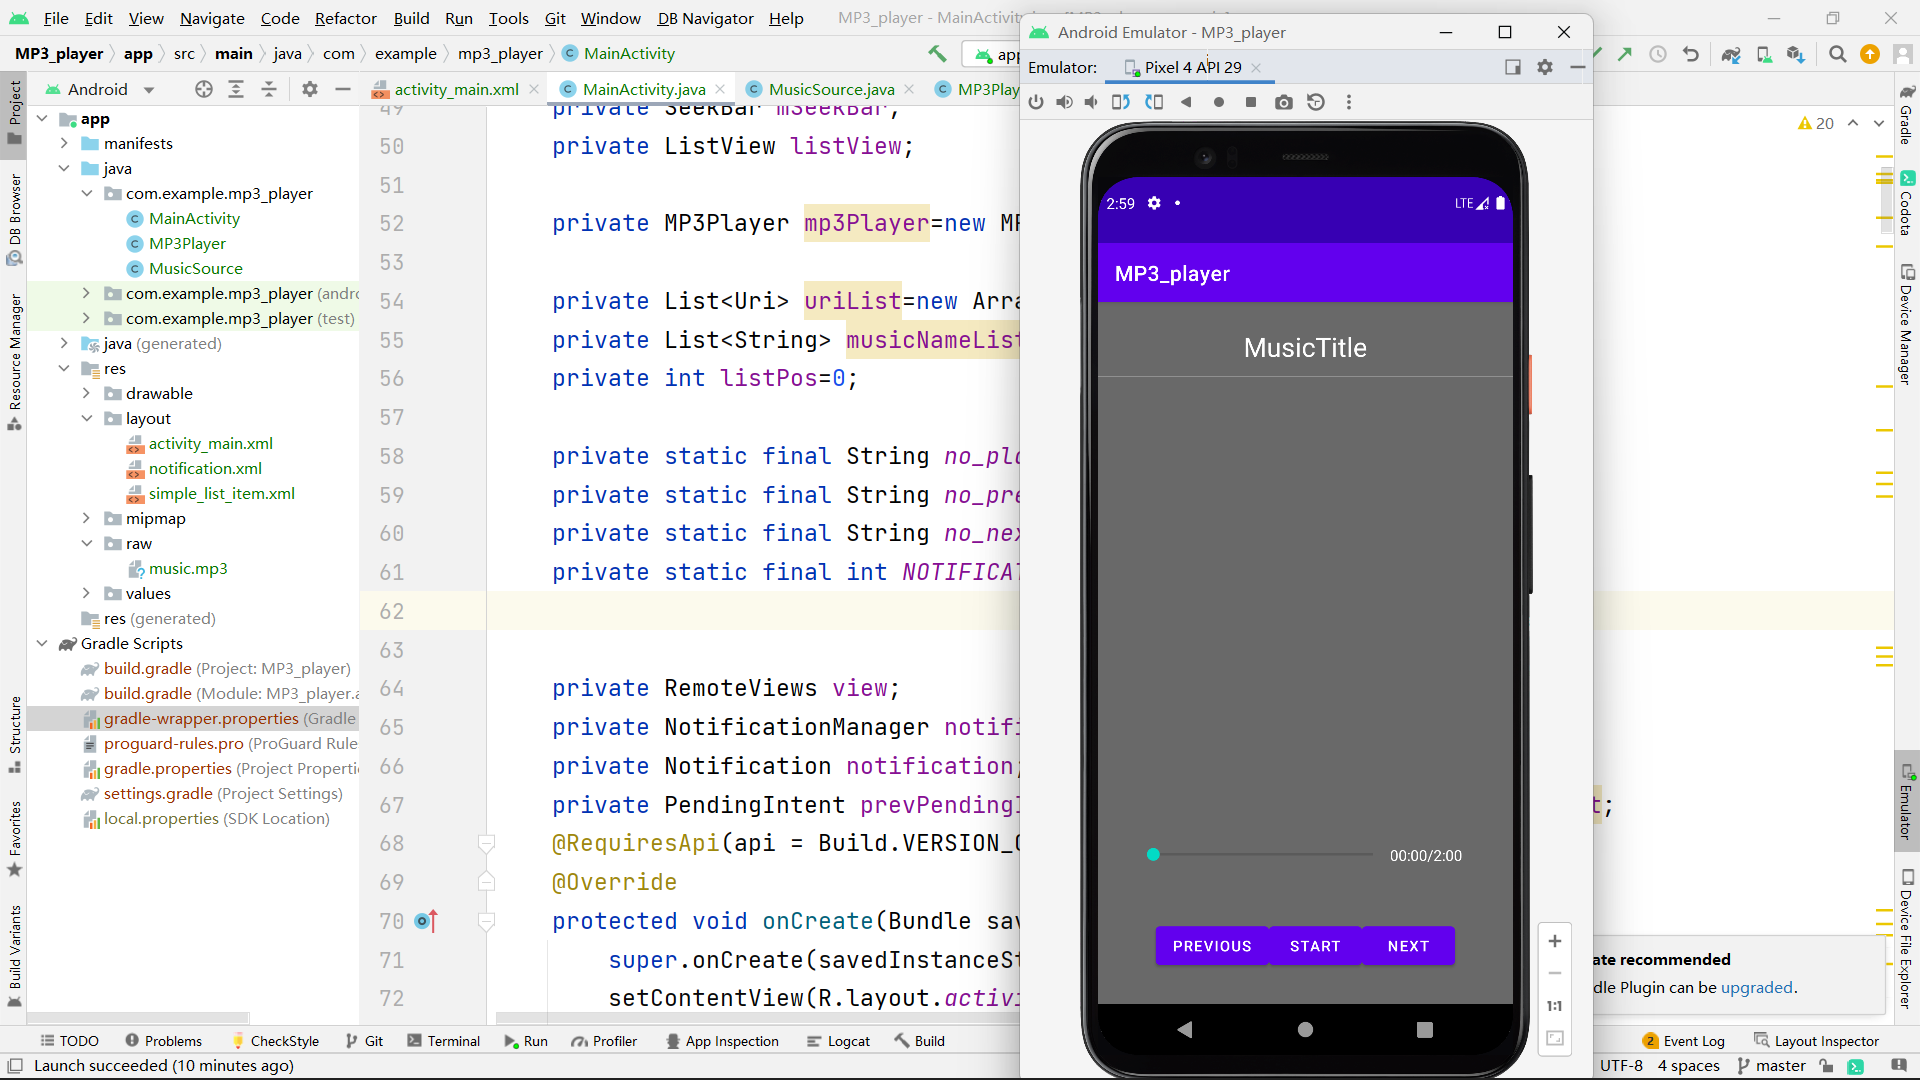 File Edit View Navigate Code Refactor Build Run Tools Git Window DB Navigator Help
MP3_player app src main java com example mp3_player MainActivity
Android Emulator - MP3_player
Emulator: Pixel 4 API 29
Android
activity_main.xml MainActivity.java MusicSource.java MP3Play
app
manifests
java
com.example.mp3_player
MainActivity
MP3Player
MusicSource
com.example.mp3_player (andro
com.example.mp3_player (test)
java (generated)
res
drawable
layout
activity_main.xml
notification.xml
simple_list_item.xml
mipmap
raw
music.mp3
values
res (generated)
Gradle Scripts
build.gradle (Project: MP3_player)
build.gradle (Module: MP3_player.a
gradle-wrapper.properties (Gradle
proguard-rules.pro (ProGuard Rule
gradle.properties (Project Properti
settings.gradle (Project Settings)
local.properties (SDK Location)
Project
DB Browser
Resource Manager
Structure
Favorites
Build Variants
49 private SeekBar mSeekBar;
50 private ListView listView;
51
52 private MP3Player mp3Player=new MP
53
54 private List<Uri> uriList=new Arra
55 private List<String> musicNameList
56 private int listPos=0;
57
58 private static final String no_pla
59 private static final String no_pre
60 private static final String no_nex
61 private static final int NOTIFICAT
62
63
64 private RemoteViews view;
65 private NotificationManager notifi
66 private Notification notification;
67 private PendingIntent prevPendingI t;
68 @RequiresApi(api = Build.VERSION_C
69 @Override
70 protected void onCreate(Bundle sav
71 super.onCreate(savedInstanceSt
72 setContentView(R.layout.activi
20
2:59 LTE
MP3_player
MusicTitle
00:00/2:00
PREVIOUS START NEXT
1:1
ate recommended
dle Plugin can be upgraded.
Gradle
Codota
Device Manager
Emulator
Device File Explorer
TODO Problems CheckStyle Git Terminal Run Profiler App Inspection Logcat Build 2 Event Log Layout Inspector
Launch succeeded (10 minutes ago) UTF-8 4 spaces master